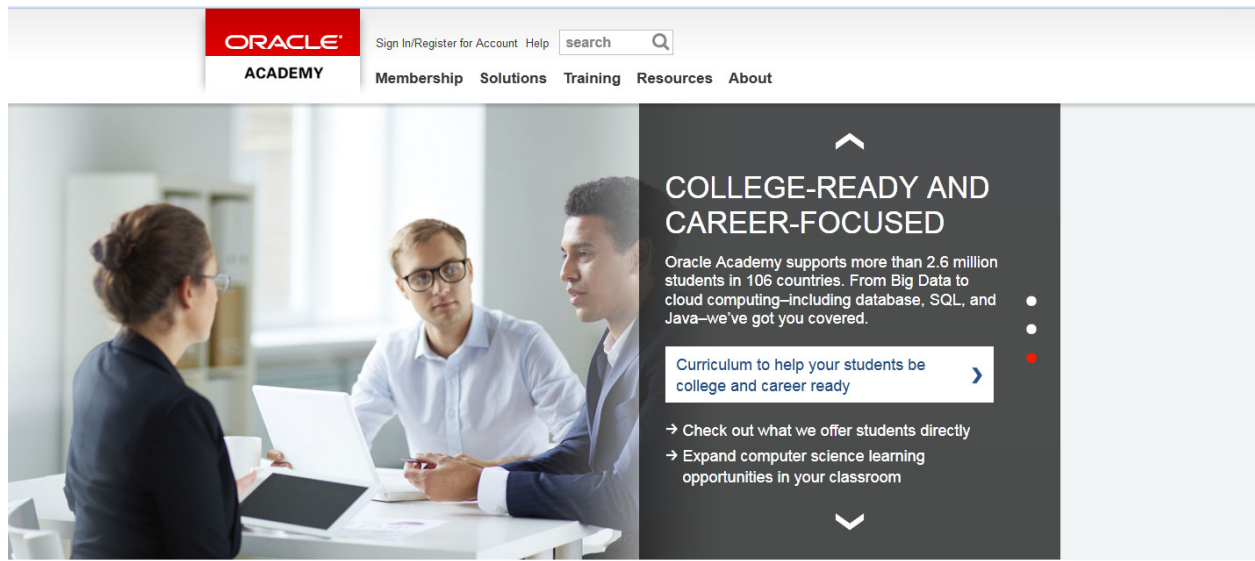 ORACLE
ACADEMY
Sign In/Register for Account Help search
Membership Solutions Training Resources About
COLLEGE-READY AND
CAREER-FOCUSED
Oracle Academy supports more than 2.6 million
students in 106 countries. From Big Data to
cloud computing–including database, SQL, and
Java–we've got you covered.
Curriculum to help your students be
college and career ready
Check out what we offer students directly
Expand computer science learning
opportunities in your classroom